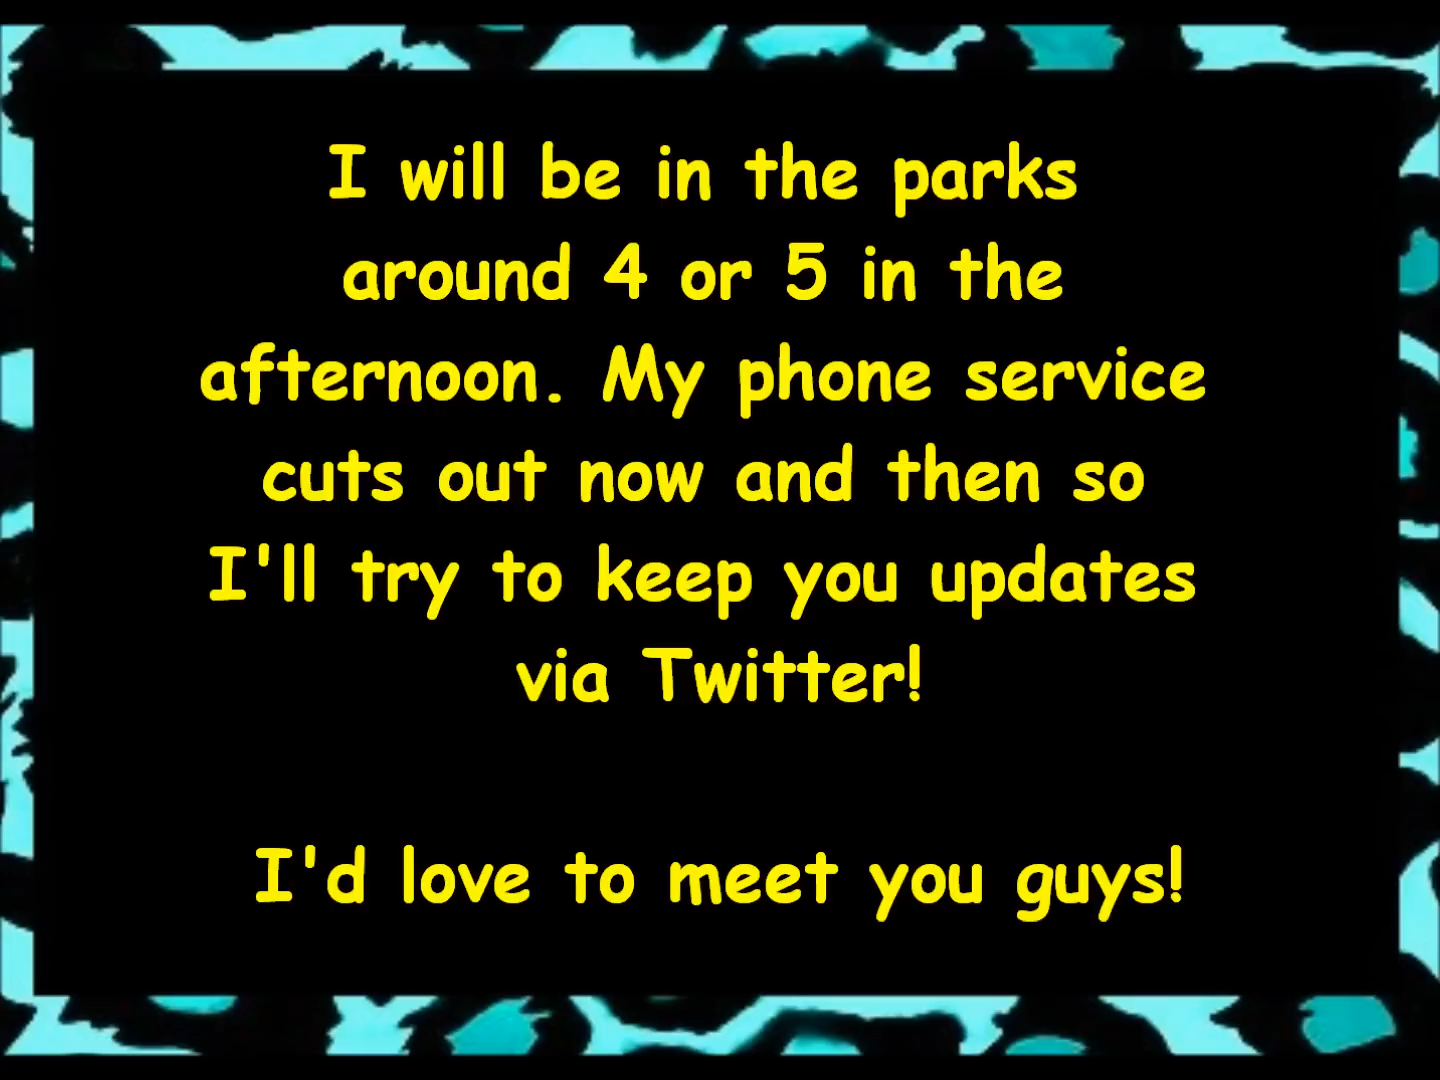 I will be in the parks
around 4 or 5 in the
afternoon. My phone service
cuts out now and then so
I'll try to keep you updates
via Twitter!
I'd love to meet you guys!